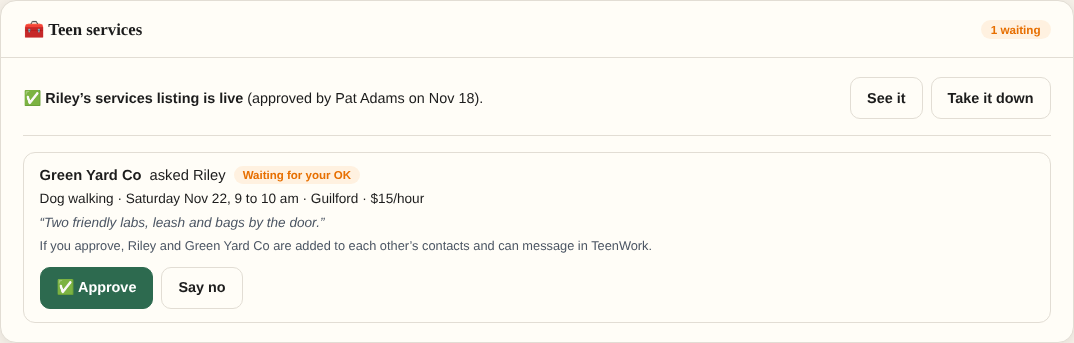 🧰 Teen services
1 waiting
✅ Riley’s services listing is live (approved by Pat Adams on Nov 18).
See it
Take it down
Green Yard Co asked Riley Waiting for your OK
Dog walking · Saturday Nov 22, 9 to 10 am · Guilford · $15/hour
“Two friendly labs, leash and bags by the door.”
If you approve, Riley and Green Yard Co are added to each other’s contacts and can message in TeenWork.
✅ Approve
Say no